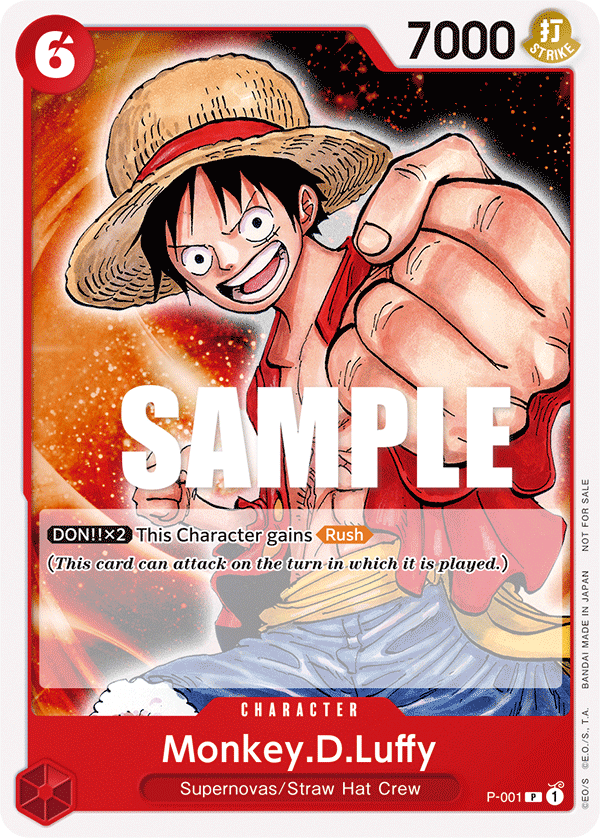 6
7000
打
STRIKE
SAMPLE
DON!!×2 This Character gains Rush
(This card can attack on the turn in which it is played.)
CHARACTER
Monkey.D.Luffy
Supernovas/Straw Hat Crew
P-001 P 1
©E.O/S ©E.O./S., T.A. BANDAI MADE IN JAPAN NOT FOR SALE